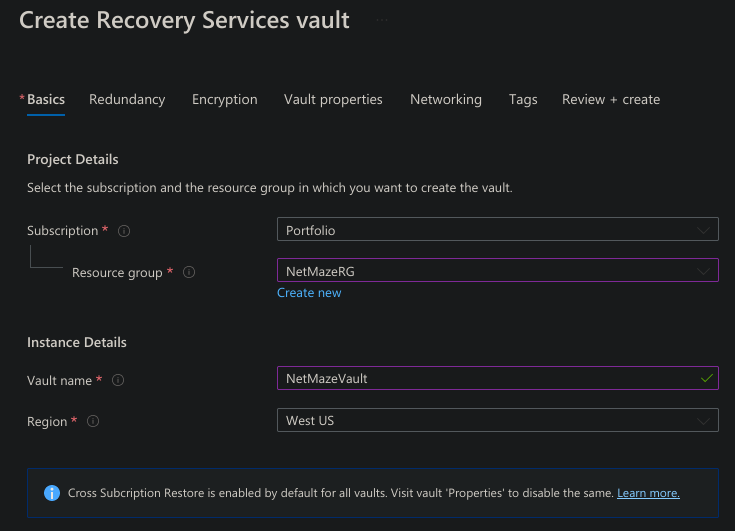 Create Recovery Services vault ...
* Basics Redundancy Encryption Vault properties Networking Tags Review + create
Project Details
Select the subscription and the resource group in which you want to create the vault.
Subscription * Portfolio
Resource group * NetMazeRG
Create new
Instance Details
Vault name * NetMazeVault
Region * West US
Cross Subcription Restore is enabled by default for all vaults. Visit vault 'Properties' to disable the same. Learn more.